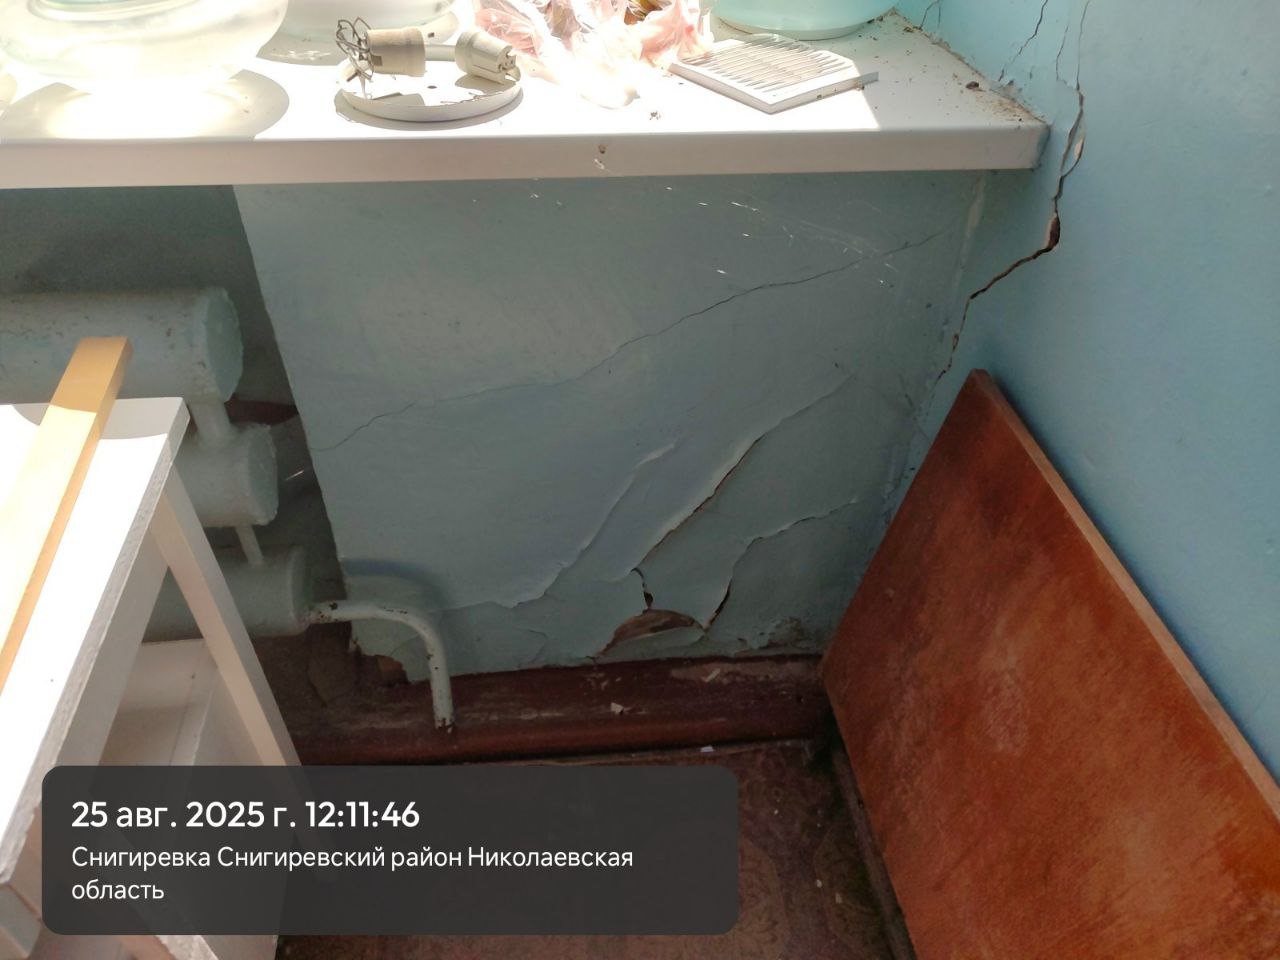 25 авг. 2025 г. 12:11:46
Снигиревка Снигиревский район Николаевская
область